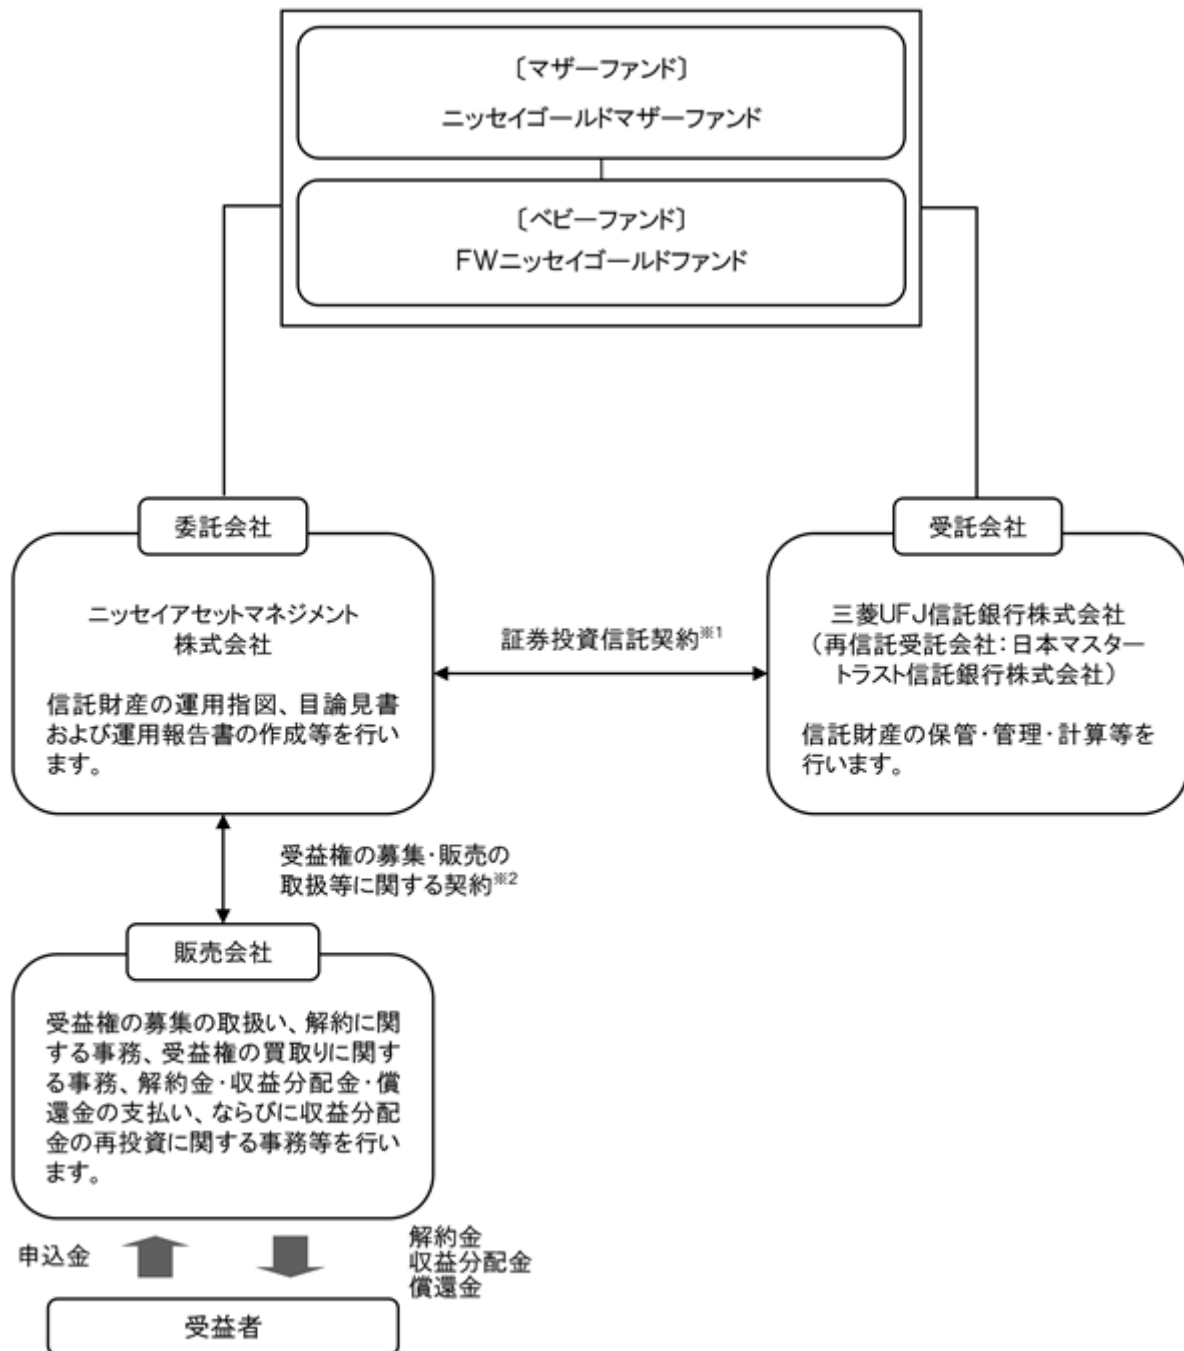 〔マザーファンド〕
ニッセイゴールドマザーファンド
〔ベビーファンド〕
FWニッセイゴールドファンド
委託会社
ニッセイアセットマネジメント
株式会社
信託財産の運用指図、目論見書
および運用報告書の作成等を行い
ます。
証券投資信託契約※1
受託会社
三菱UFJ信託銀行株式会社
（再信託受託会社：日本マスター
トラスト信託銀行株式会社）
信託財産の保管・管理・計算等を
行います。
受益権の募集・販売の
取扱等に関する契約※2
販売会社
受益権の募集の取扱い、解約に関
する事務、受益権の買取りに関す
る事務、解約金・収益分配金・償
還金の支払い、ならびに収益分配
金の再投資に関する事務等を行い
ます。
申込金
解約金
収益分配金
償還金
受益者